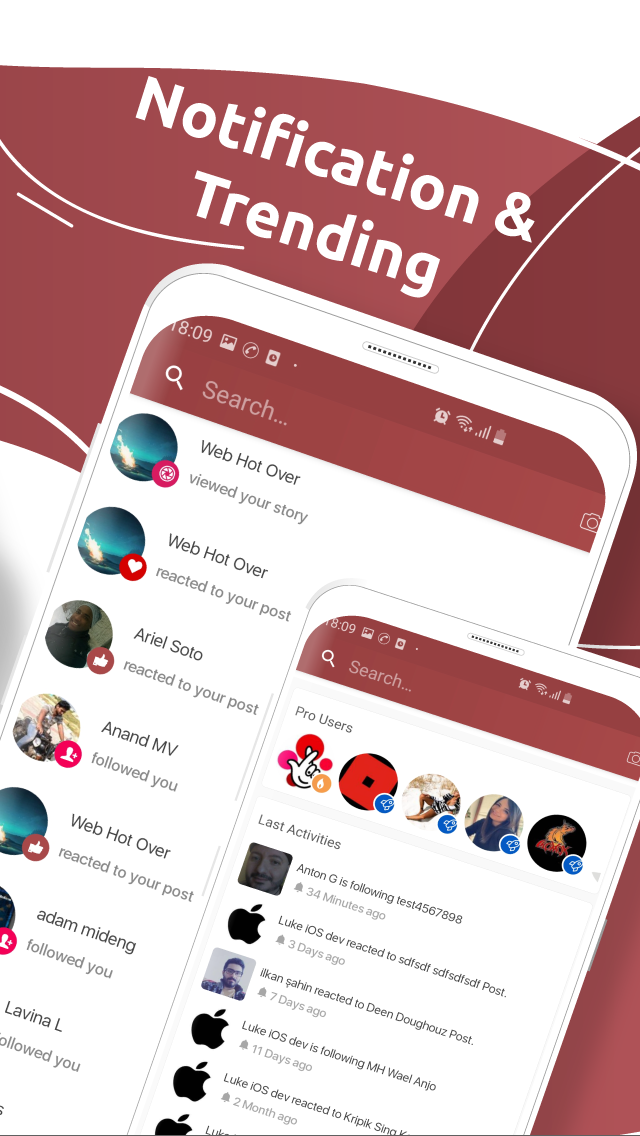 Notification &
Trending
18:09
Search...
Web Hot Over
viewed your story
Web Hot Over
reacted to your post
Ariel Soto
reacted to your post
Anand MV
followed you
Web Hot Over
reacted to your post
adam mideng
followed you
Lavina L
ollowed you
s
18:09
Search...
Pro Users
Last Activities
Anton G is following test4567898
34 Minutes ago
Luke iOS dev reacted to sdfsdf sdfsdfsdf Post.
3 Days ago
ilkan şahin reacted to Deen Doughouz Post.
7 Days ago
Luke iOS dev is following MH Wael Anjo
11 Days ago
Luke iOS dev reacted to Kripik Sing K
2 Month ago
Luk